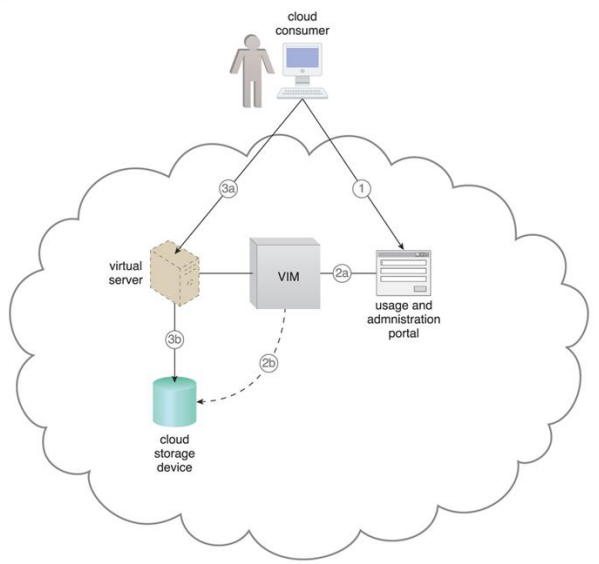 cloud
consumer
3a
1
virtual
server
VIM
2a
usage and
admnistration
portal
3b
2b
cloud
storage
device